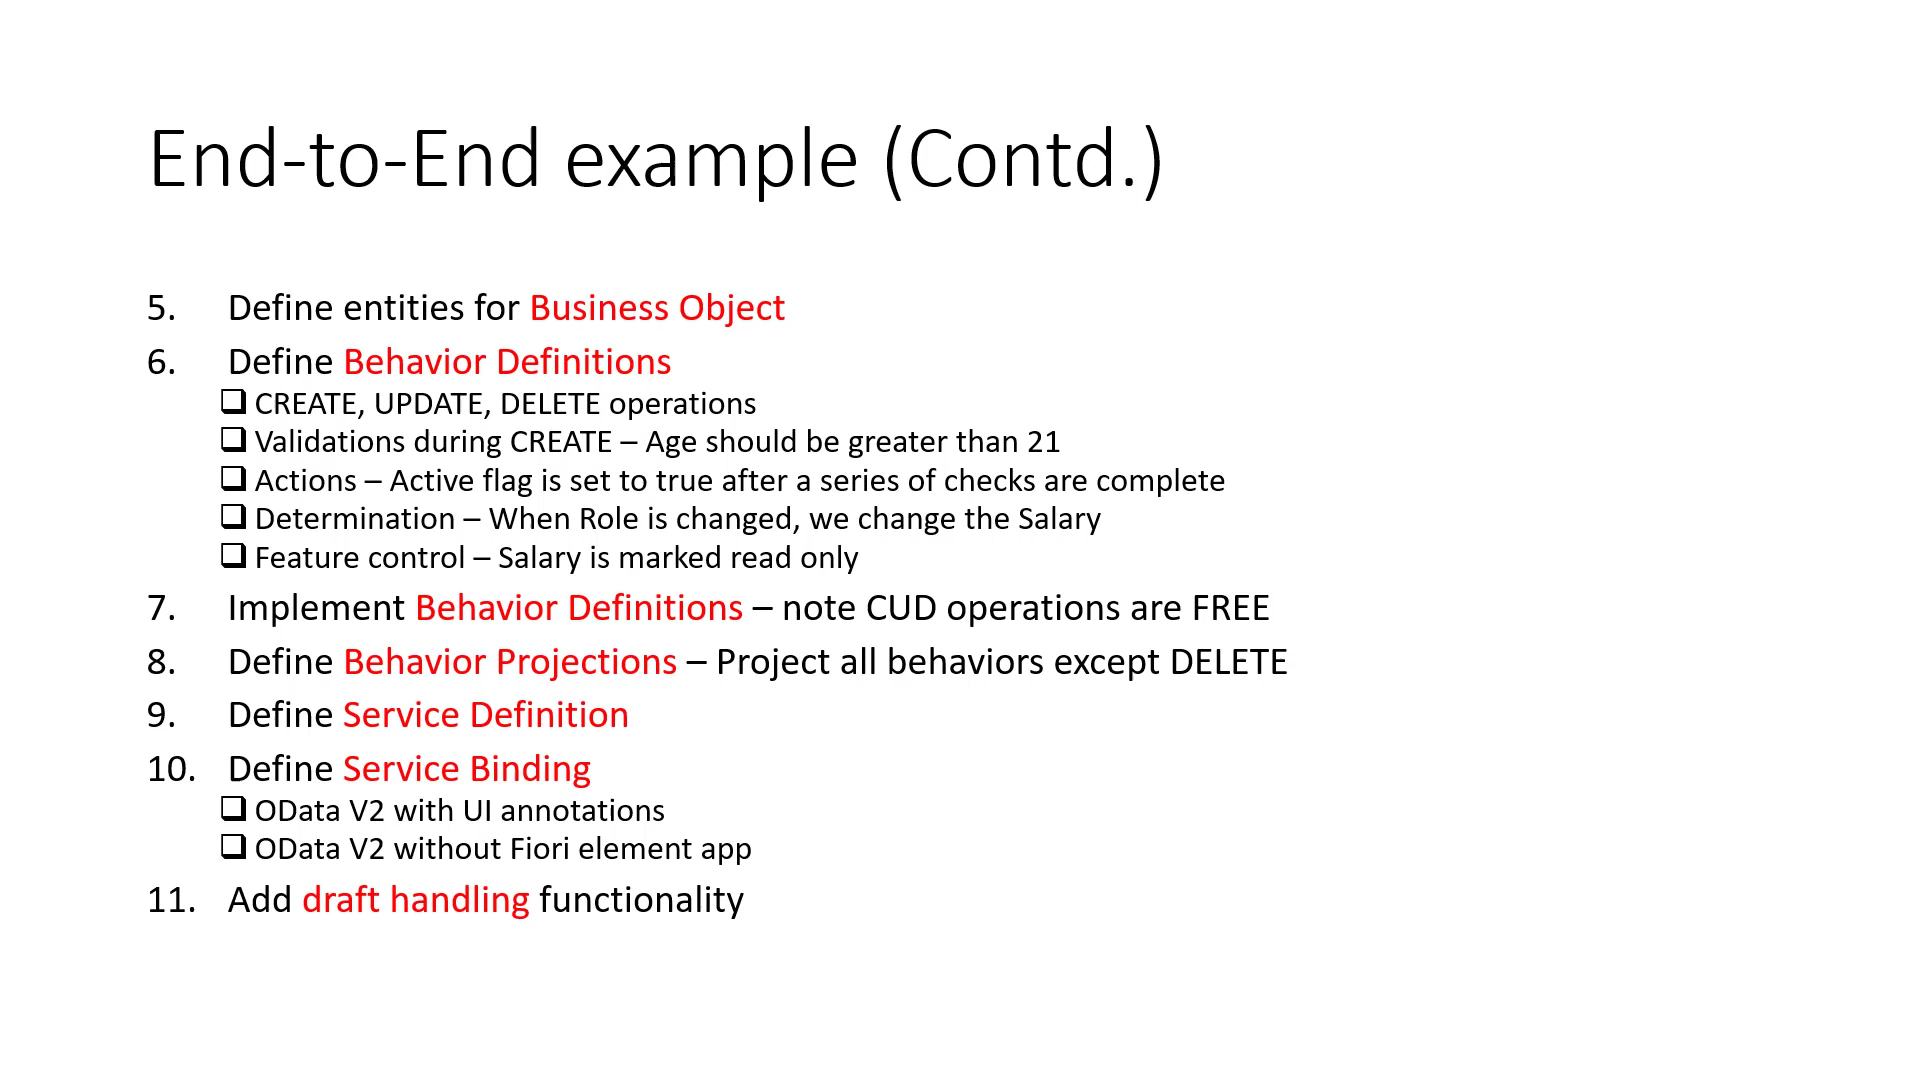 End-to-End example (Contd.)
5. Define entities for Business Object
6. Define Behavior Definitions
❑ CREATE, UPDATE, DELETE operations
❑ Validations during CREATE – Age should be greater than 21
❑ Actions – Active flag is set to true after a series of checks are complete
❑ Determination – When Role is changed, we change the Salary
❑ Feature control – Salary is marked read only
7. Implement Behavior Definitions – note CUD operations are FREE
8. Define Behavior Projections – Project all behaviors except DELETE
9. Define Service Definition
10. Define Service Binding
❑ OData V2 with UI annotations
❑ OData V2 without Fiori element app
11. Add draft handling functionality